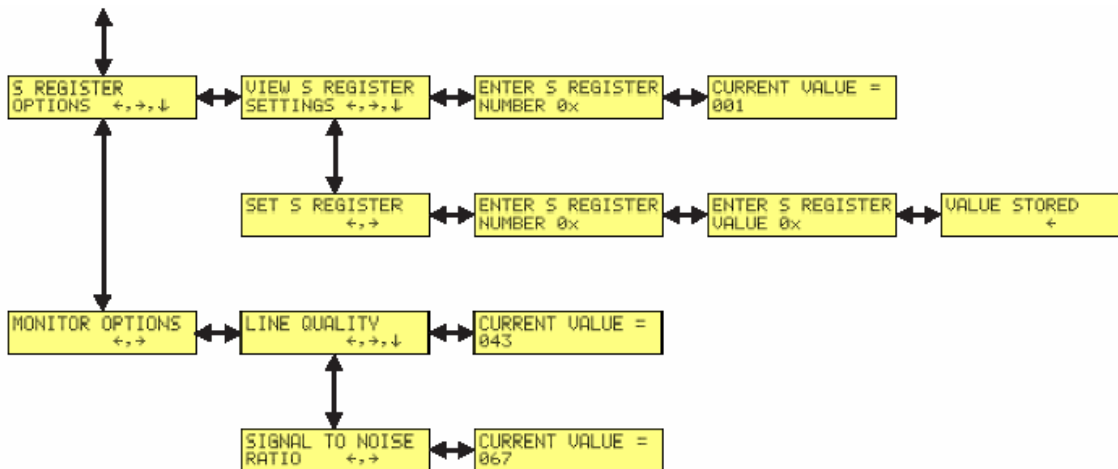 S REGISTER
OPTIONS ←,→,↓
VIEW S REGISTER
SETTINGS ←,→,↓
ENTER S REGISTER
NUMBER 0x
CURRENT VALUE =
001
SET S REGISTER
←,→
ENTER S REGISTER
NUMBER 0x
ENTER S REGISTER
VALUE 0x
VALUE STORED
←
MONITOR OPTIONS
←,→
LINE QUALITY
←,→,↓
CURRENT VALUE =
043
SIGNAL TO NOISE
RATIO ←,→
CURRENT VALUE =
067